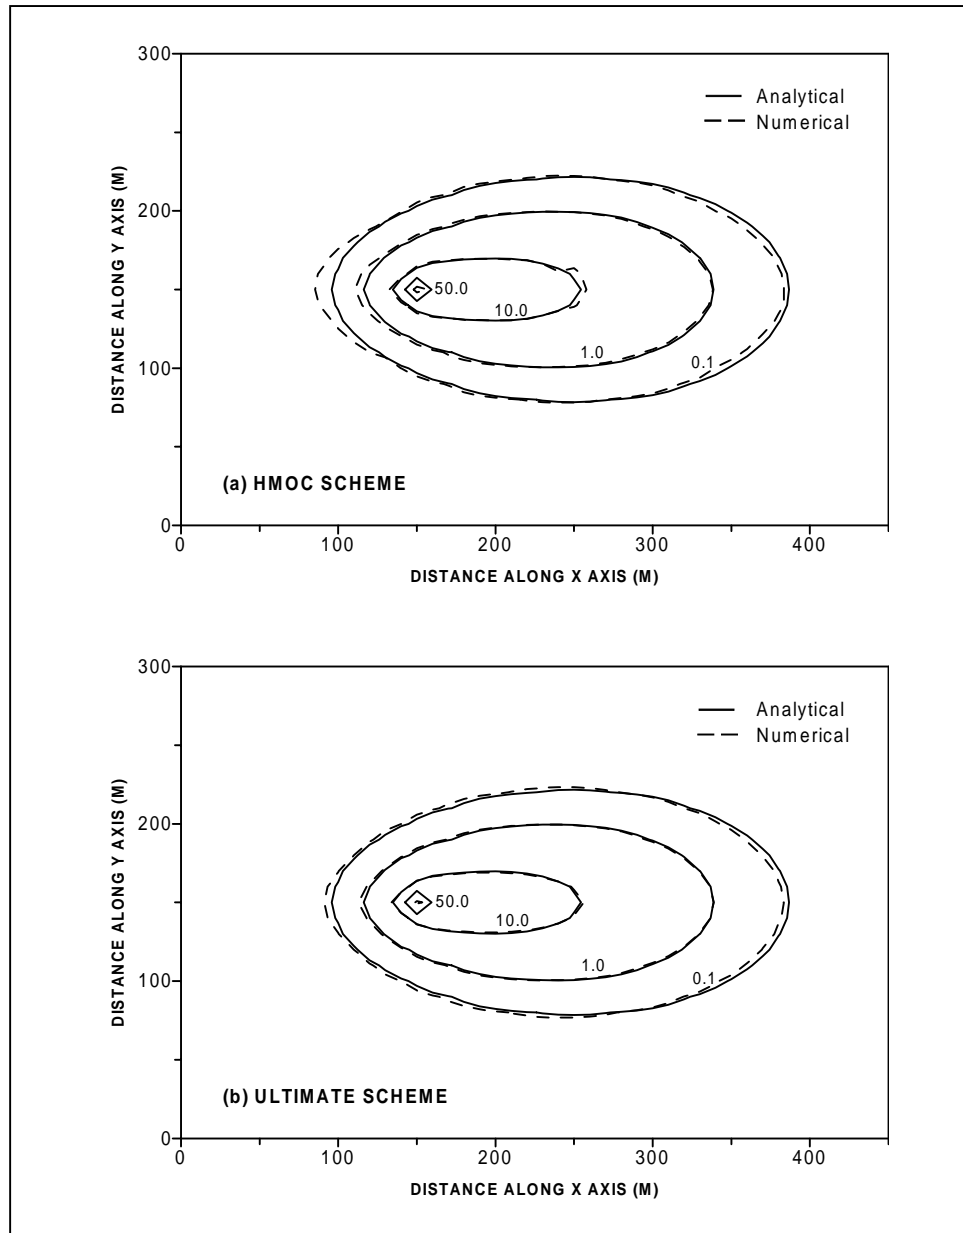 300
Analytical
Numerical
200
50.0
10.0
1.0
0.1
100
(a) HMOC SCHEME
0
0 100 200 300 400
DISTANCE ALONG Y AXIS (M)
DISTANCE ALONG X AXIS (M)
300
Analytical
Numerical
200
50.0
10.0
1.0
0.1
100
(b) ULTIMATE SCHEME
0
0 100 200 300 400
DISTANCE ALONG Y AXIS (M)
DISTANCE ALONG X AXIS (M)